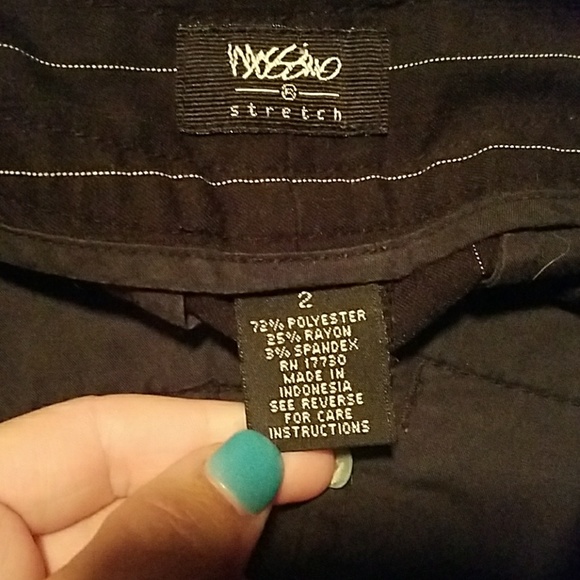 mossimo
®
stretch
2
72% POLYESTER
25% RAYON
3% SPANDEX
RN 17730
MADE IN
INDONESIA
SEE REVERSE
FOR CARE
INSTRUCTIONS